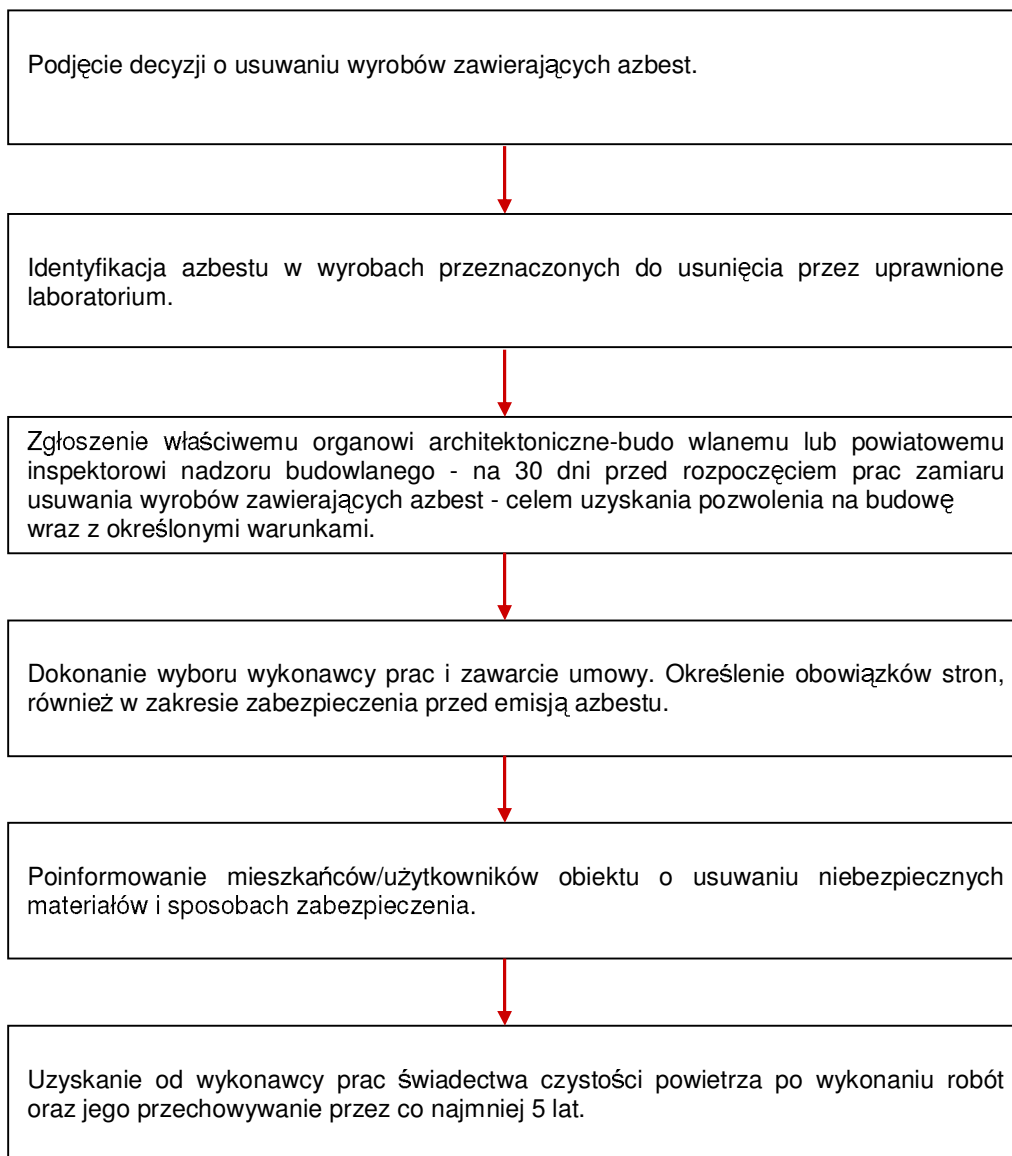 Podjęcie decyzji o usuwaniu wyrobów zawierających azbest.
Identyfikacja azbestu w wyrobach przeznaczonych do usunięcia przez uprawnione
laboratorium.
Zgłoszenie właściwemu organowi architektoniczne-budo wlanemu lub powiatowemu
inspektorowi nadzoru budowlanego - na 30 dni przed rozpoczęciem prac zamiaru
usuwania wyrobów zawierających azbest - celem uzyskania pozwolenia na budowę
wraz z określonymi warunkami.
Dokonanie wyboru wykonawcy prac i zawarcie umowy. Określenie obowiązków stron,
również w zakresie zabezpieczenia przed emisją azbestu.
Poinformowanie mieszkańców/użytkowników obiektu o usuwaniu niebezpiecznych
materiałów i sposobach zabezpieczenia.
Uzyskanie od wykonawcy prac świadectwa czystości powietrza po wykonaniu robót
oraz jego przechowywanie przez co najmniej 5 lat.